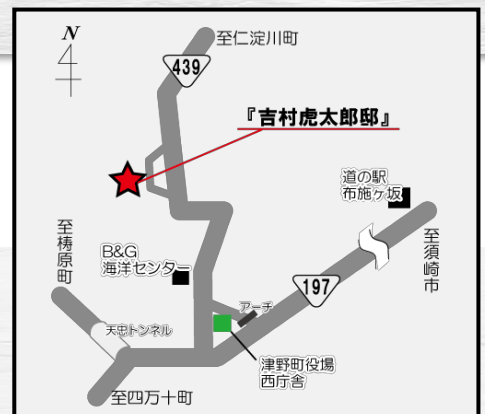 N
至仁淀川町
439
『吉村虎太郎邸』
道の駅
布施ヶ坂
至須崎市
至梼原町
B&G
海洋センター
197
アーチ
天忠トンネル
津野町役場
西庁舎
至四万十町